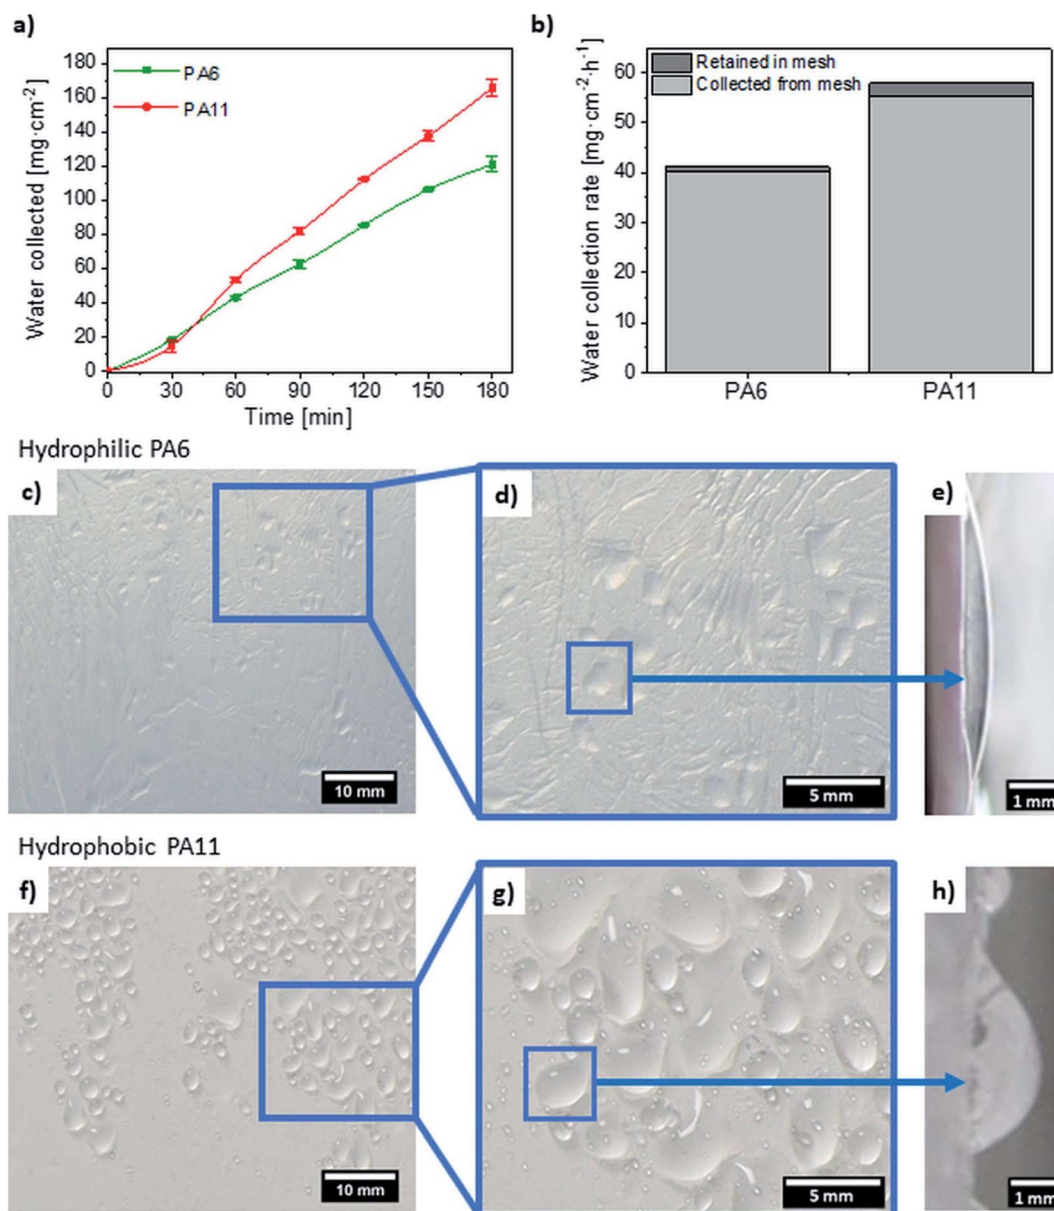 a)
Water collected [mg·cm⁻²]
180
160
140
120
100
80
60
40
20
0
PA6
PA11
0 30 60 90 120 150 180
Time [min]
b)
Water collection rate [mg·cm⁻²·h⁻¹]
60
50
40
30
20
10
0
Retained in mesh
Collected from mesh
PA6 PA11
Hydrophilic PA6
c)
10 mm
d)
5 mm
e)
1 mm
Hydrophobic PA11
f)
10 mm
g)
5 mm
h)
1 mm